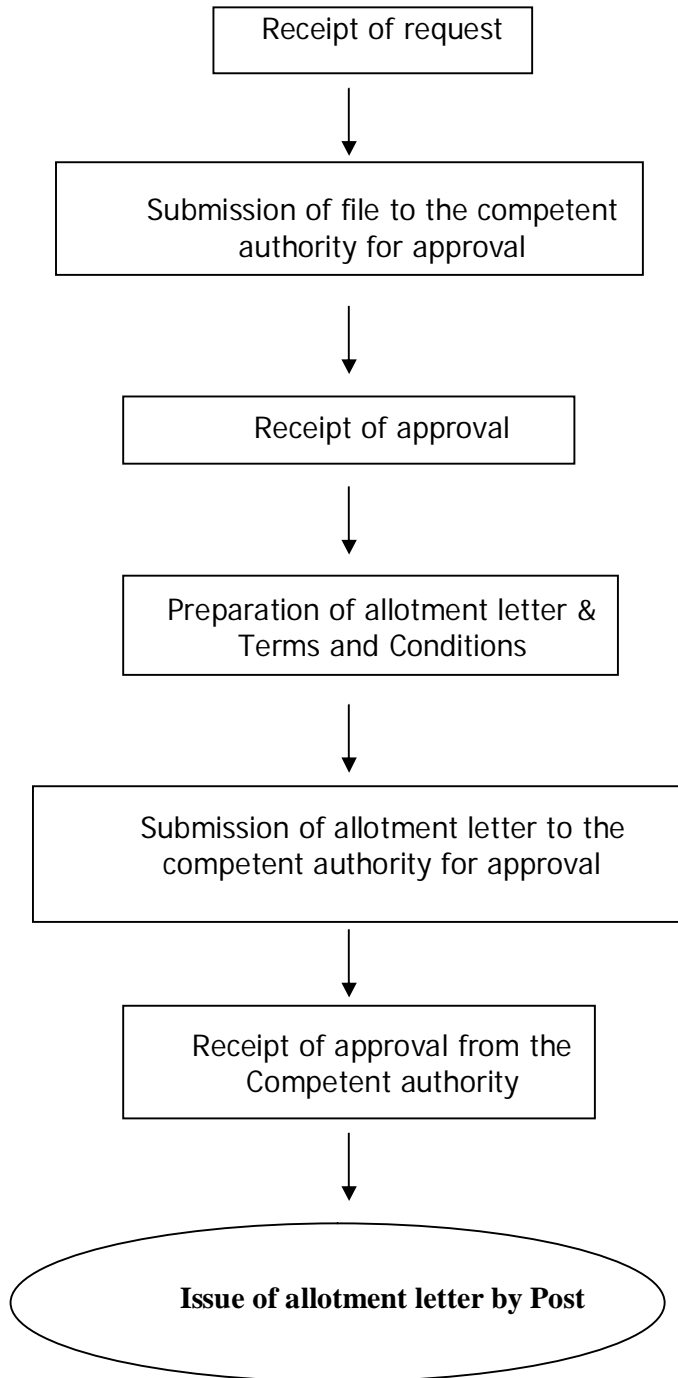 Receipt of request
Submission of file to the competent
authority for approval
Receipt of approval
Preparation of allotment letter &
Terms and Conditions
Submission of allotment letter to the
competent authority for approval
Receipt of approval from the
Competent authority
Issue of allotment letter by Post